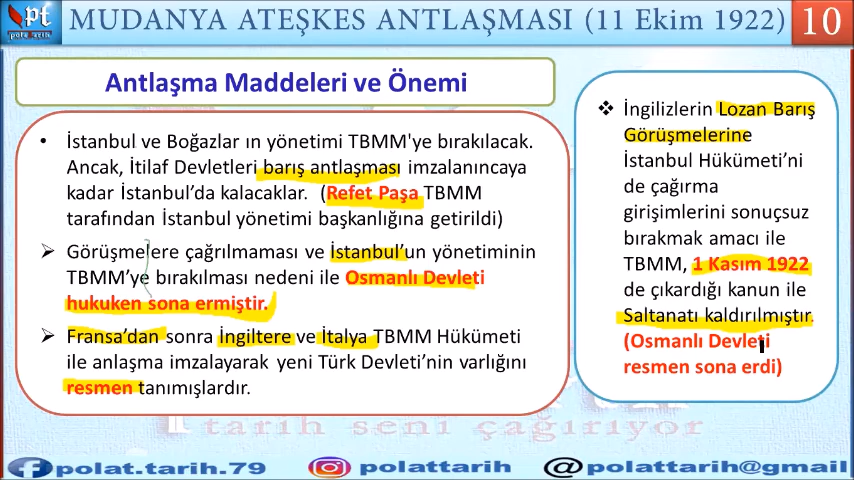 pt
polat tarih
MUDANYA ATEŞKES ANTLAŞMASI (11 Ekim 1922)
10
Antlaşma Maddeleri ve Önemi
• İstanbul ve Boğazlar ın yönetimi TBMM'ye bırakılacak.
Ancak, İtilaf Devletleri barış antlaşması imzalanıncaya
kadar İstanbul’da kalacaklar. (Refet Paşa TBMM
tarafından İstanbul yönetimi başkanlığına getirildi)
➢ Görüşmelere çağrılmaması ve İstanbul’un yönetiminin
TBMM’ye bırakılması nedeni ile Osmanlı Devleti
hukuken sona ermiştir.
➢ Fransa’dan sonra İngiltere ve İtalya TBMM Hükümeti
ile anlaşma imzalayarak yeni Türk Devleti’nin varlığını
resmen tanımışlardır.
❖ İngilizlerin Lozan Barış
Görüşmelerine
İstanbul Hükümeti’ni
de çağırma
girişimlerini sonuçsuz
bırakmak amacı ile
TBMM, 1 Kasım 1922
de çıkardığı kanun ile
Saltanatı kaldırılmıştır.
(Osmanlı Devleti
resmen sona erdi)
tarih seni çağırıyor
polat.tarih.79
polattarih
@polattarih@gmail